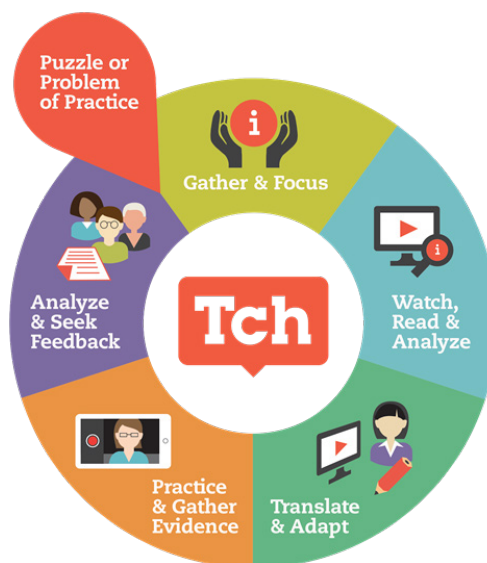 Puzzle or
Problem
of Practice
i
Gather & Focus
i
Watch,
Read &
Analyze
Translate
& Adapt
Practice
& Gather
Evidence
Analyze
& Seek
Feedback
Tch